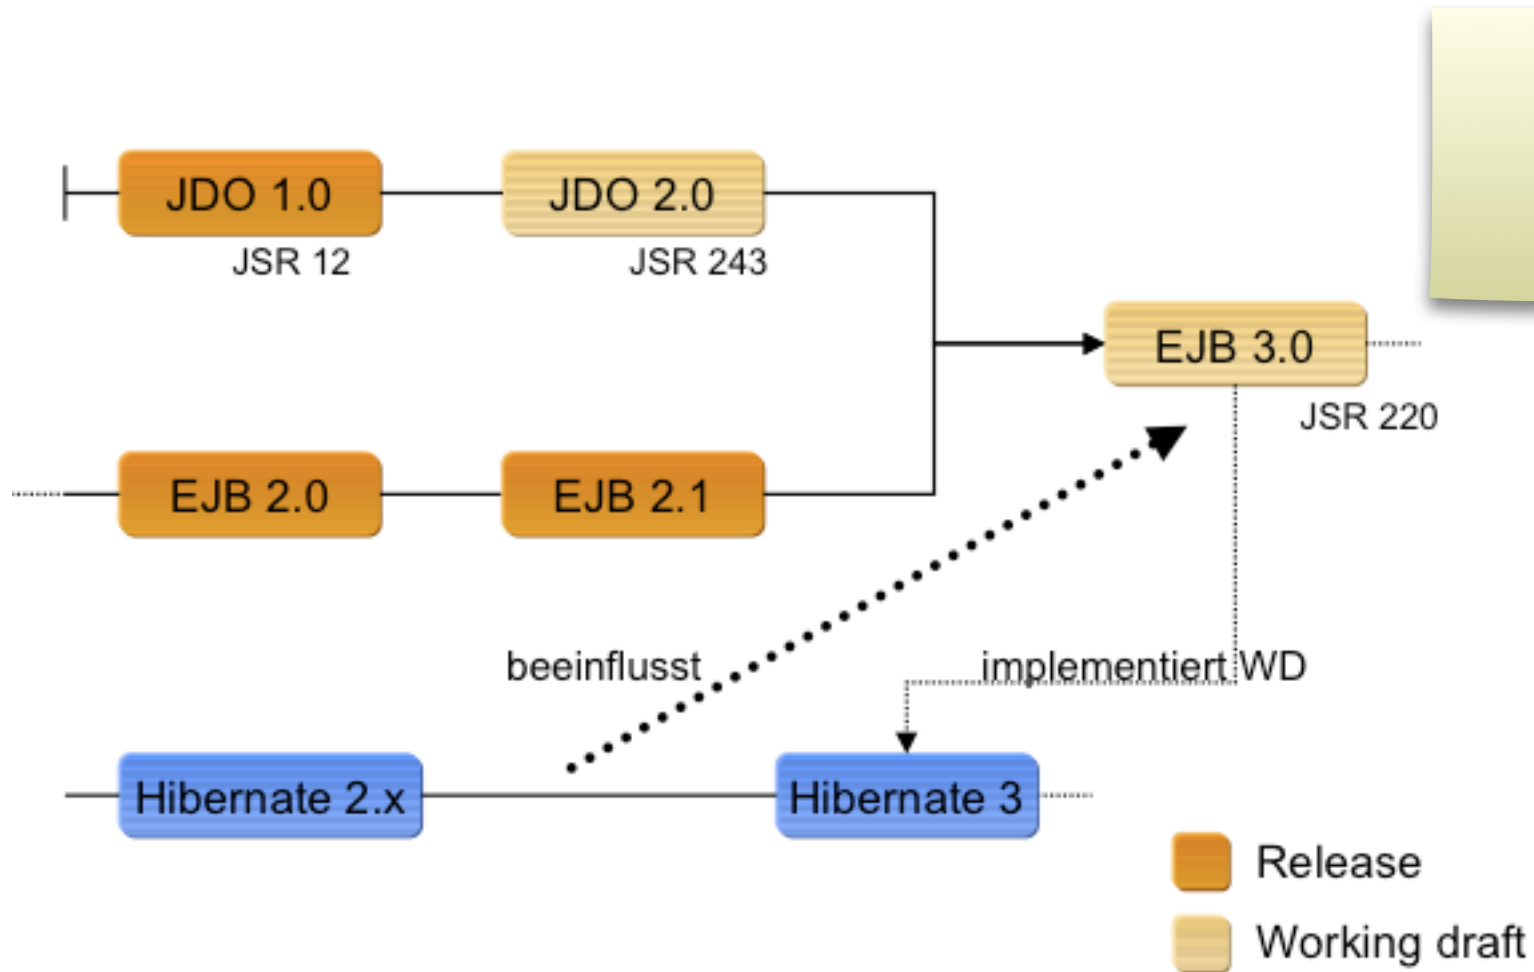 JDO 1.0
JDO 2.0
JSR 12
JSR 243
EJB 3.0
JSR 220
EJB 2.0
EJB 2.1
beeinflusst
implementiert WD
Hibernate 2.x
Hibernate 3
Release
Working draft